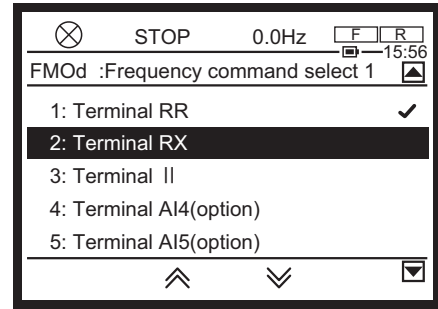 STOP 0.0Hz F R
15:56
FMOd :Frequency command select 1
1: Terminal RR
2: Terminal RX
3: Terminal II
4: Terminal AI4(option)
5: Terminal AI5(option)